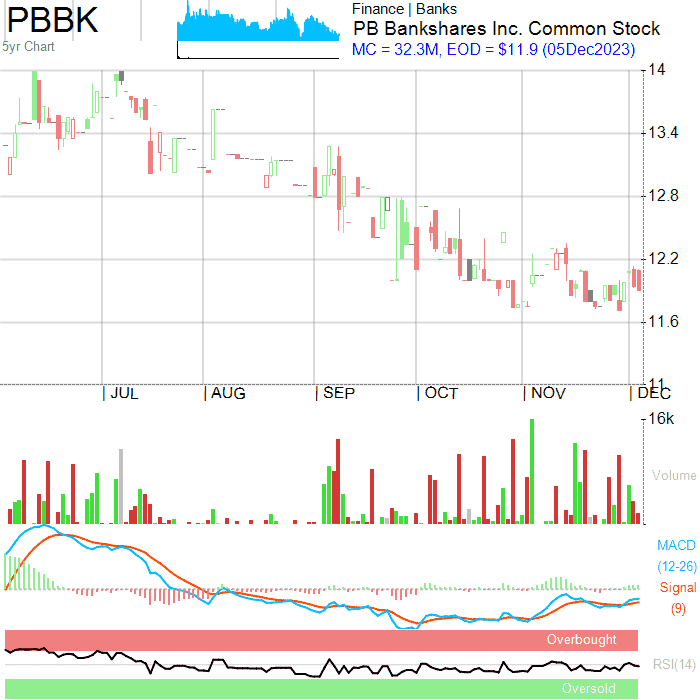 PBBK
5yr Chart
Finance | Banks
PB Bankshares Inc. Common Stock
MC = 32.3M, EOD = $11.9 (05Dec2023)
14
13.4
12.8
12.2
11.6
11
| JUL | AUG | SEP | OCT | NOV | DEC
16k
Volume
MACD
(12-26)
Signal
(9)
Overbought
RSI(14)
Oversold